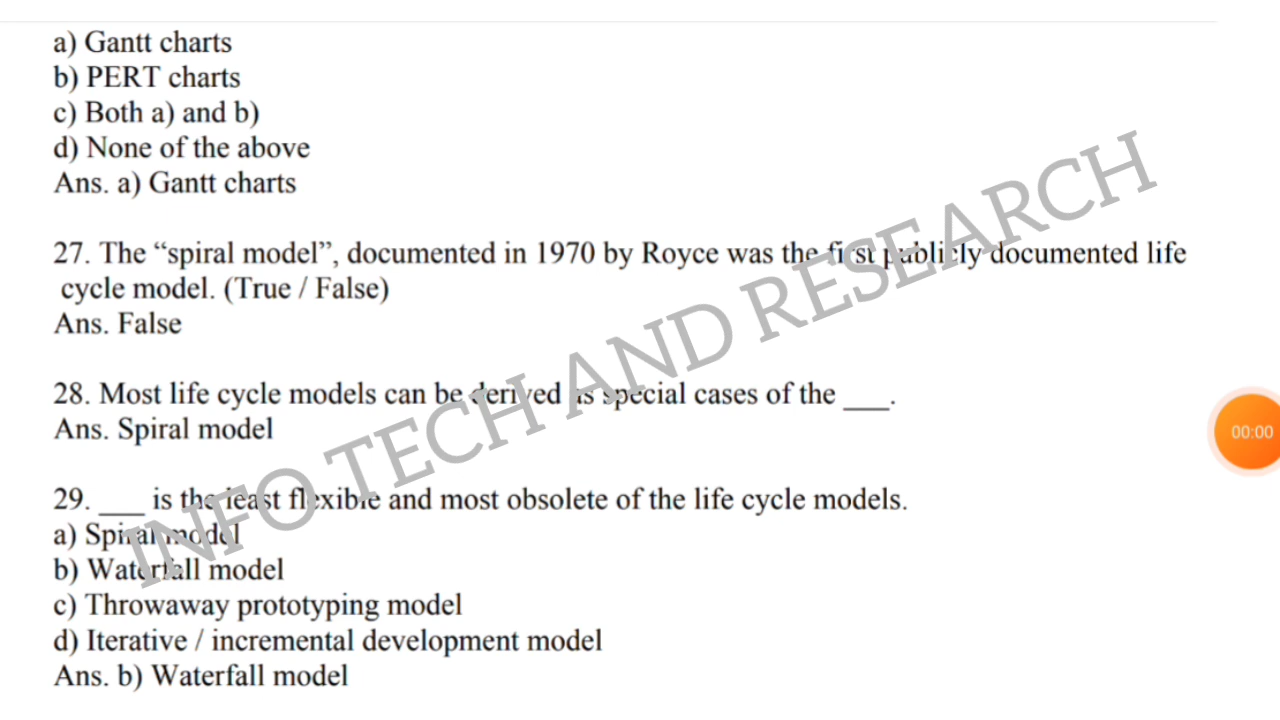 a) Gantt charts
b) PERT charts
c) Both a) and b)
d) None of the above
Ans. a) Gantt charts
27. The “spiral model”, documented in 1970 by Royce was the first publicly documented life
cycle model. (True / False)
Ans. False
28. Most life cycle models can be derived as special cases of the ___.
Ans. Spiral model
29. ___ is the least flexible and most obsolete of the life cycle models.
a) Spiral model
b) Waterfall model
c) Throwaway prototyping model
d) Iterative / incremental development model
Ans. b) Waterfall model
INFO TECH AND RESEARCH
00:00